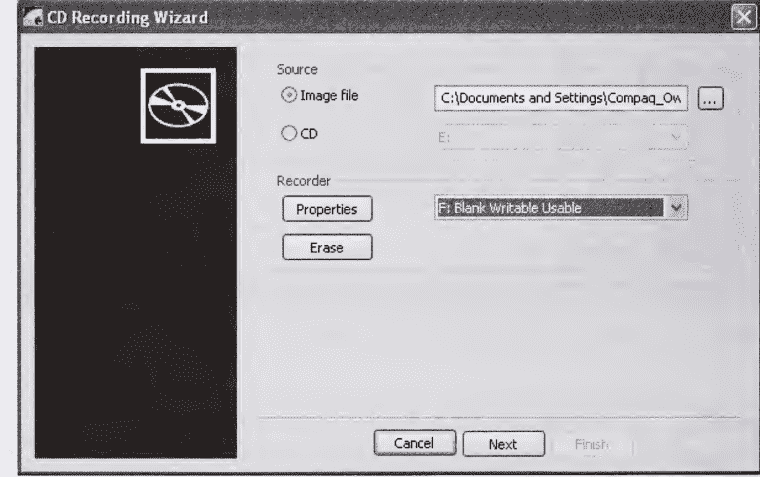 CD Recording Wizard
Source
Image file
C:\Documents and Settings\Compaq_Ow
...
CD
E:
Recorder
Properties
F: Blank Writable Usable
Erase
Cancel
Next
Finish